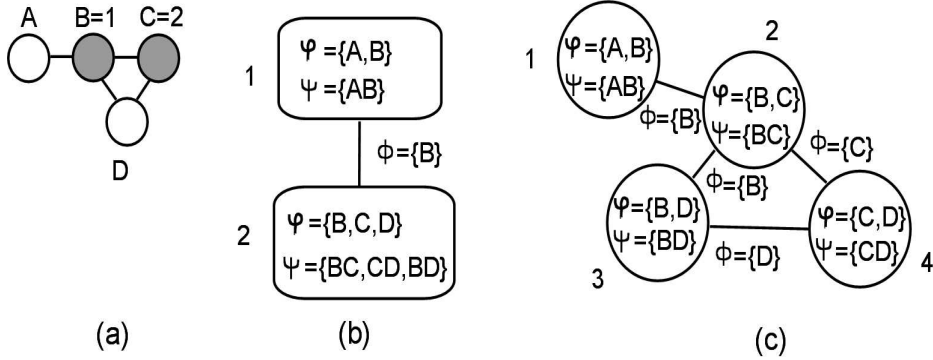 A B=1 C=2
D
(a)
1
φ={A,B}
ψ={AB}
ϕ={B}
2
φ={B,C,D}
ψ={BC,CD,BD}
(b)
1
φ={A,B}
ψ={AB}
ϕ={B}
2
φ={B,C}
ψ={BC}
ϕ={B}
ϕ={C}
φ={B,D}
ψ={BD}
3
ϕ={D}
φ={C,D}
ψ={CD}
4
(c)